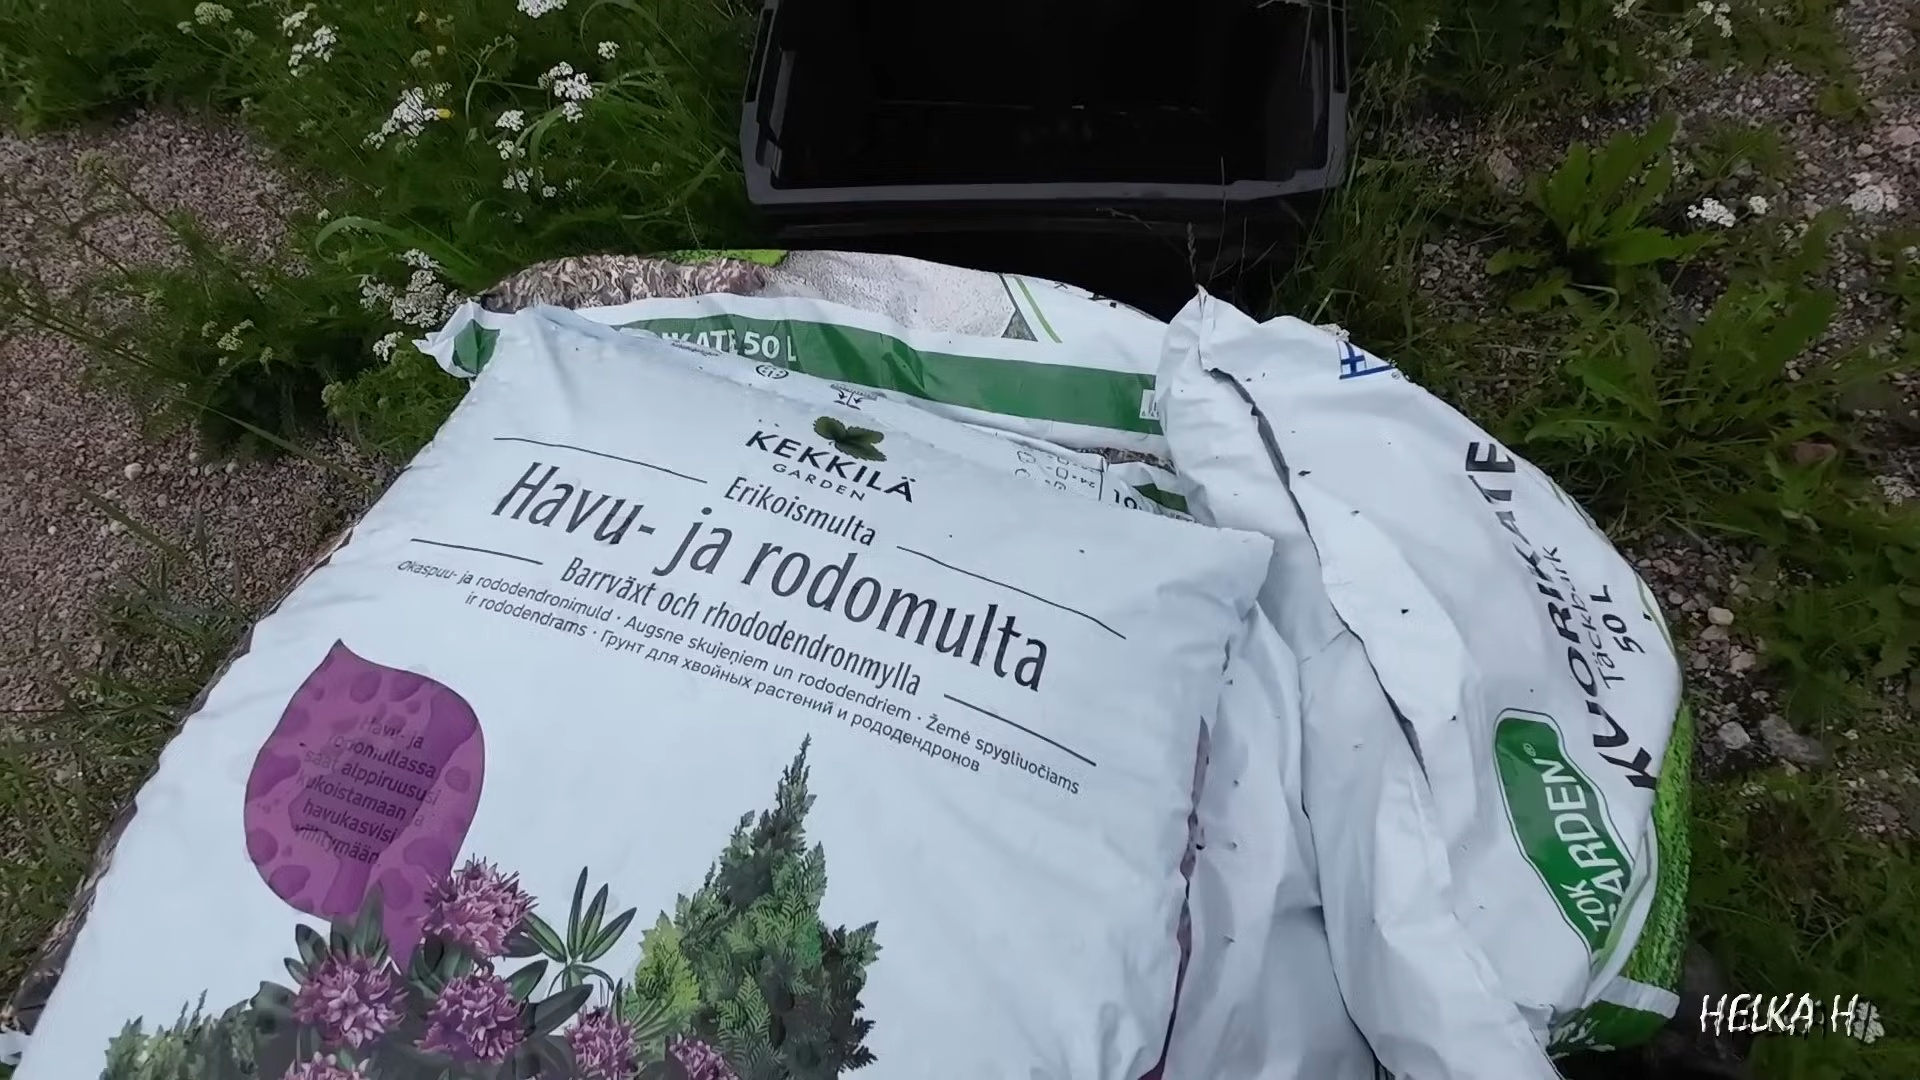 50 L
KEKKILÄ
GARDEN
Erikoismulta
Havu- ja rodomulta
Barrväxt och rhododendronmylla
Okaspuu- ja rododendronimuld · Augsne skujeņiem un rododendriem · Žemė spygliuočiams
ir rododendrams · Грунт для хвойных растений и рододендронов
Havu- ja
rodomullassa
saat alppiruususi
kukoistamaan ja
havukasvisi
viihtymään.
KUORIKATE
Täckbark
50 L
TOK
GARDEN
HELKA H